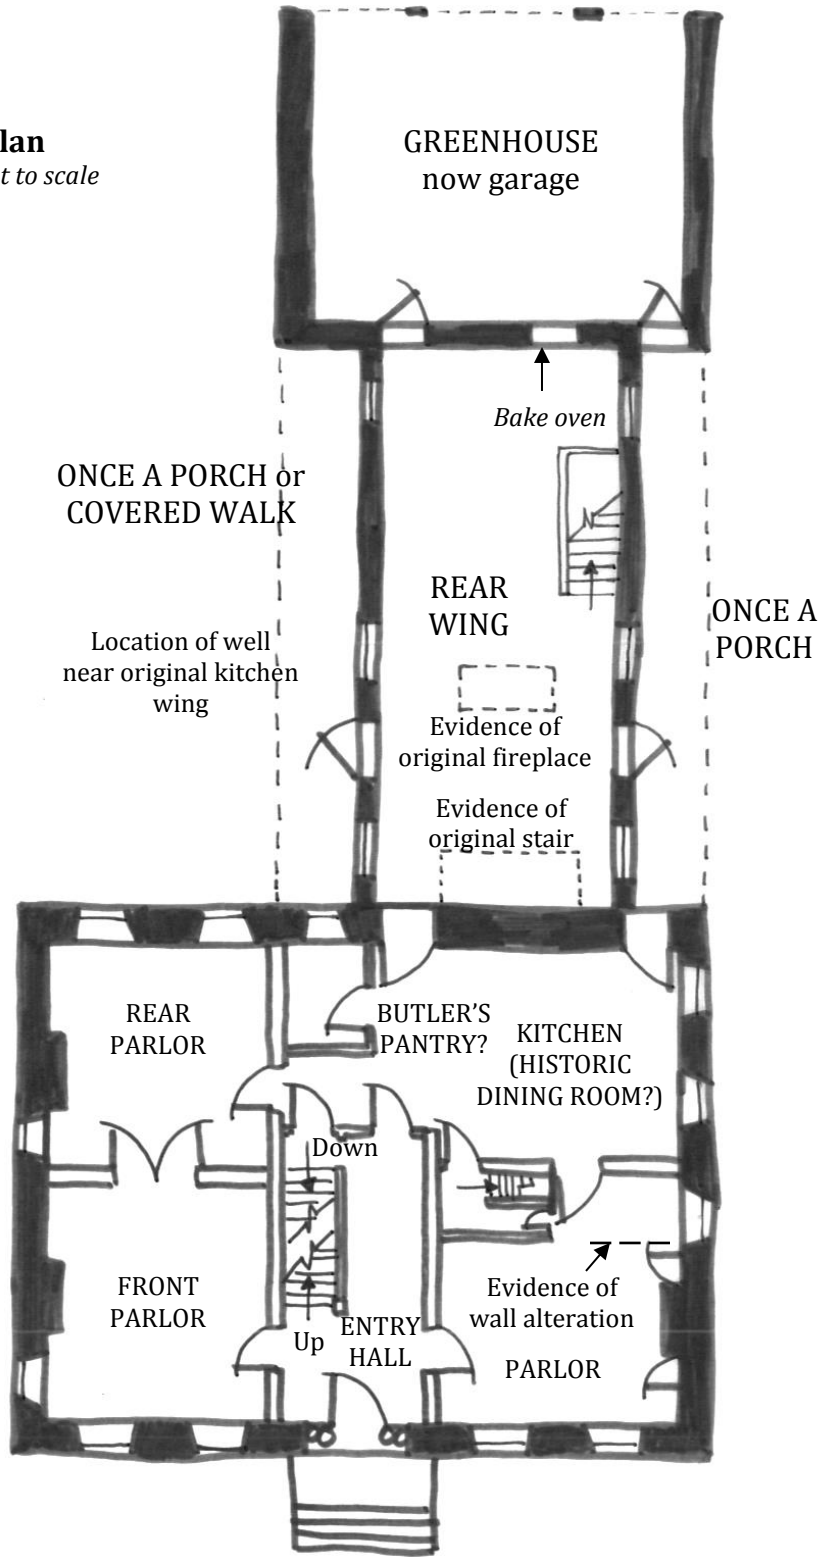 lan
t to scale
GREENHOUSE
now garage
Bake oven
ONCE A PORCH or
COVERED WALK
REAR
WING
ONCE A
PORCH
Location of well
near original kitchen
wing
Evidence of
original fireplace
Evidence of
original stair
REAR
PARLOR
BUTLER’S
PANTRY?
KITCHEN
(HISTORIC
DINING ROOM?)
Down
FRONT
PARLOR
Up
ENTRY
HALL
Evidence of
wall alteration
PARLOR